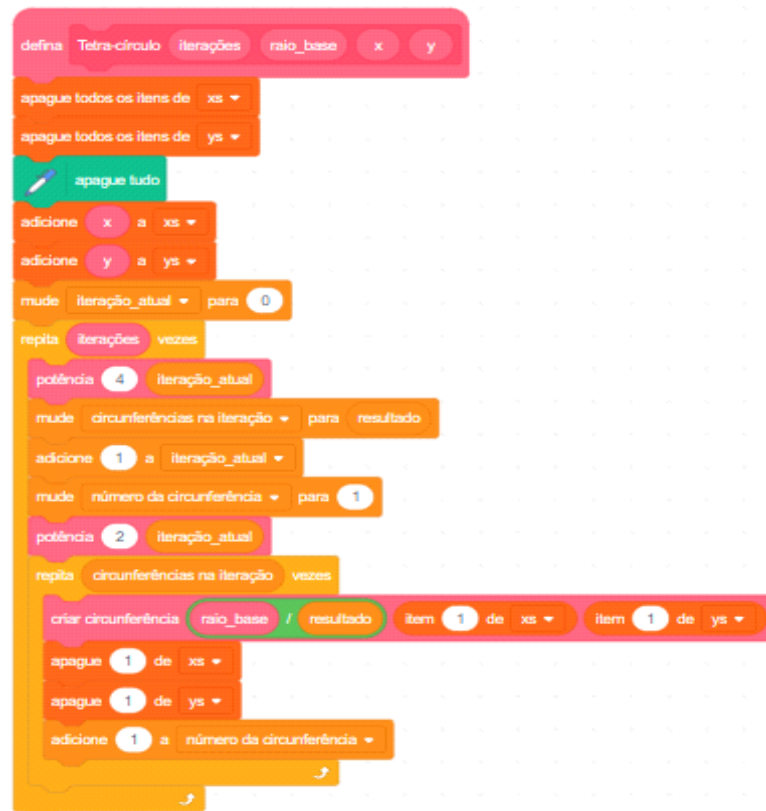 defina Tetra-círculo iterações raio_base x y
apague todos os itens de xs
apague todos os itens de ys
apague tudo
adicione x a xs
adicione y a ys
mude iteração_atual para 0
repita iterações vezes
potência 4 iteração_atual
mude circunferências na iteração para resultado
adicione 1 a iteração_atual
mude número da circunferência para 1
potência 2 iteração_atual
repita circunferências na iteração vezes
criar circunferência raio_base / resultado item 1 de xs item 1 de ys
apague 1 de xs
apague 1 de ys
adicione 1 a número da circunferência